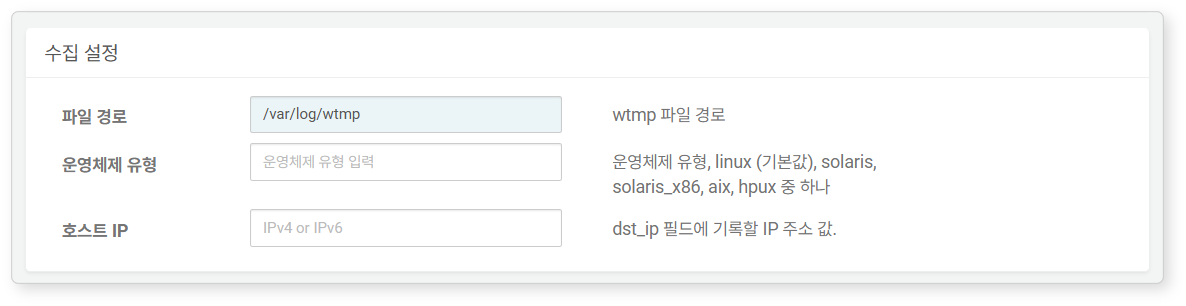 수집 설정
파일 경로
/var/log/wtmp
wtmp 파일 경로
운영체제 유형
운영체제 유형 입력
운영체제 유형, linux (기본값), solaris,
solaris_x86, aix, hpux 중 하나
호스트 IP
IPv4 or IPv6
dst_ip 필드에 기록할 IP 주소 값.